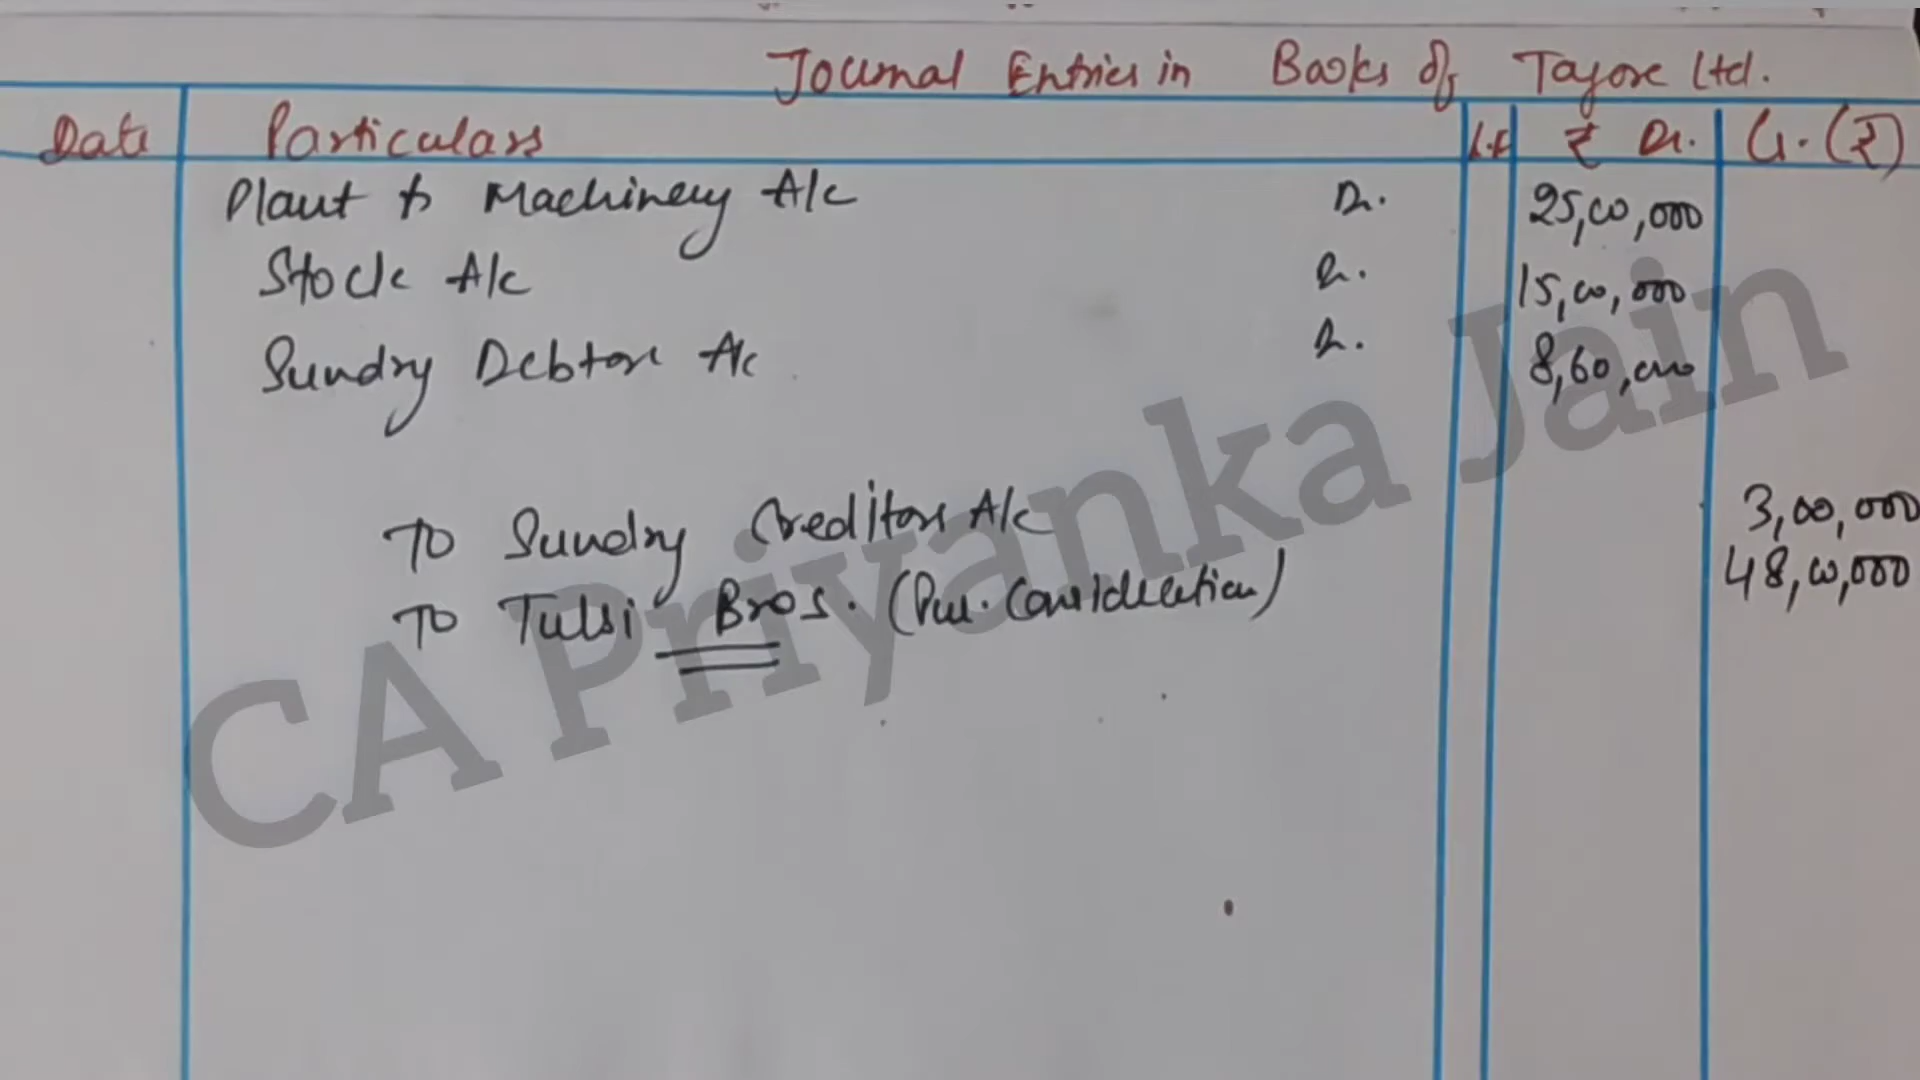 Journal Entries in Books of Tagore Ltd.
Date Particulars L.F ₹ Dr. Cr. (₹)
Plant & Machinery A/c Dr. 25,00,000
Stock A/c Dr. 15,00,000
Sundry Debtors A/c Dr. 8,60,000
To Sundry Creditors A/c 3,00,000
To Tulsi Bros. (Pur. Consideration) 48,00,000
CA Priyanka Jain